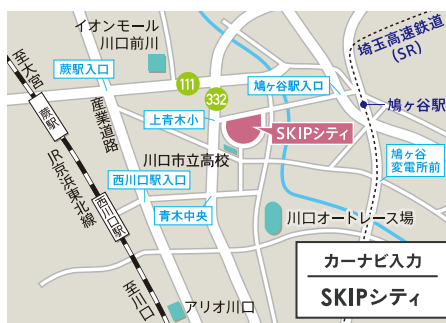 イオンモール
川口前川
至大宮
蕨駅入口
蕨駅
産業道路
111
332
鳩ヶ谷駅入口
埼玉高速鉄道
(SR)
鳩ヶ谷駅
上青木小
SKIPシティ
川口市立高校
鳩ヶ谷
変電所前
西川口駅入口
JR京浜東北線
西川口駅
青木中央
川口オートレース場
至川口
アリオ川口
カーナビ入力
SKIPシティ